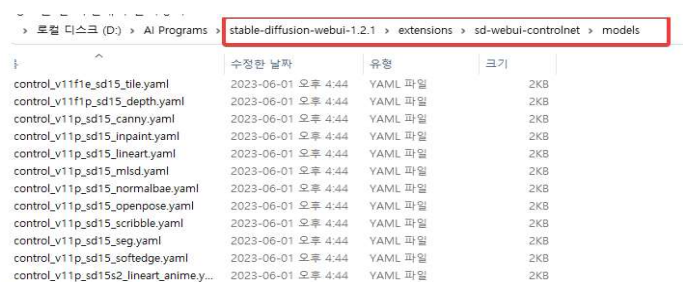 › 로컬 디스크 (D:) › AI Programs › stable-diffusion-webui-1.2.1 › extensions › sd-webui-controlnet › models
수정한 날짜 유형 크기
control_v11f1e_sd15_tile.yaml 2023-06-01 오후 4:44 YAML 파일 2KB
control_v11f1p_sd15_depth.yaml 2023-06-01 오후 4:44 YAML 파일 2KB
control_v11p_sd15_canny.yaml 2023-06-01 오후 4:44 YAML 파일 2KB
control_v11p_sd15_inpaint.yaml 2023-06-01 오후 4:44 YAML 파일 2KB
control_v11p_sd15_lineart.yaml 2023-06-01 오후 4:44 YAML 파일 2KB
control_v11p_sd15_mlsd.yaml 2023-06-01 오후 4:44 YAML 파일 2KB
control_v11p_sd15_normalbae.yaml 2023-06-01 오후 4:44 YAML 파일 2KB
control_v11p_sd15_openpose.yaml 2023-06-01 오후 4:44 YAML 파일 2KB
control_v11p_sd15_scribble.yaml 2023-06-01 오후 4:44 YAML 파일 2KB
control_v11p_sd15_seg.yaml 2023-06-01 오후 4:44 YAML 파일 2KB
control_v11p_sd15_softedge.yaml 2023-06-01 오후 4:44 YAML 파일 2KB
control_v11p_sd15s2_lineart_anime.y... 2023-06-01 오후 4:44 YAML 파일 2KB